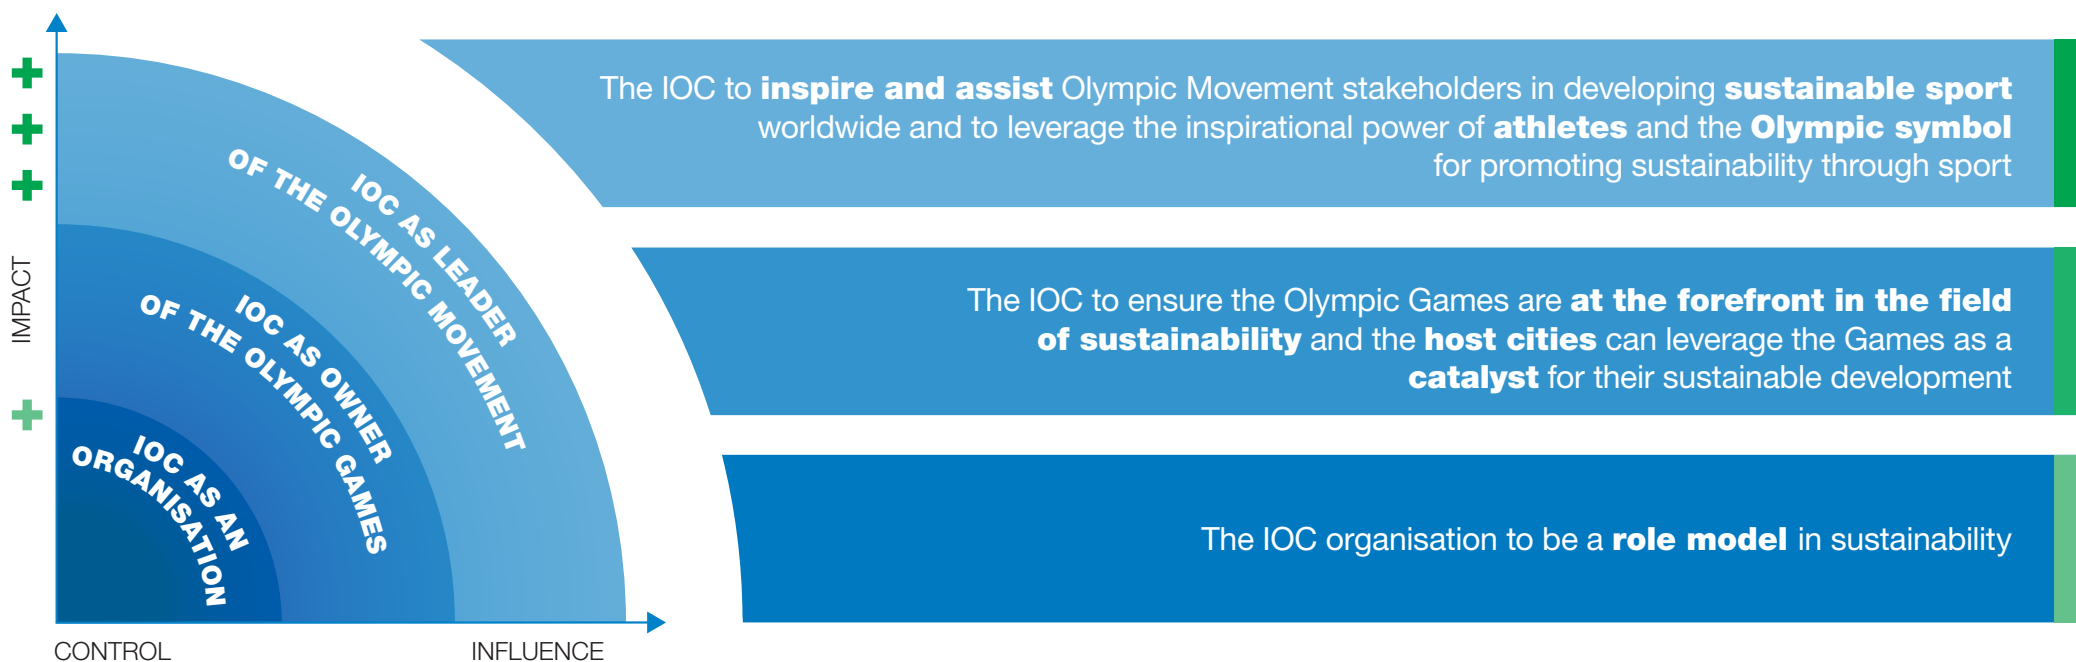 IMPACT
IOC AS LEADER
OF THE OLYMPIC MOVEMENT
IOC AS OWNER
OF THE OLYMPIC GAMES
IOC AS AN
ORGANISATION
CONTROL
INFLUENCE
The IOC to inspire and assist Olympic Movement stakeholders in developing sustainable sport
worldwide and to leverage the inspirational power of athletes and the Olympic symbol
for promoting sustainability through sport
The IOC to ensure the Olympic Games are at the forefront in the field
of sustainability and the host cities can leverage the Games as a
catalyst for their sustainable development
The IOC organisation to be a role model in sustainability